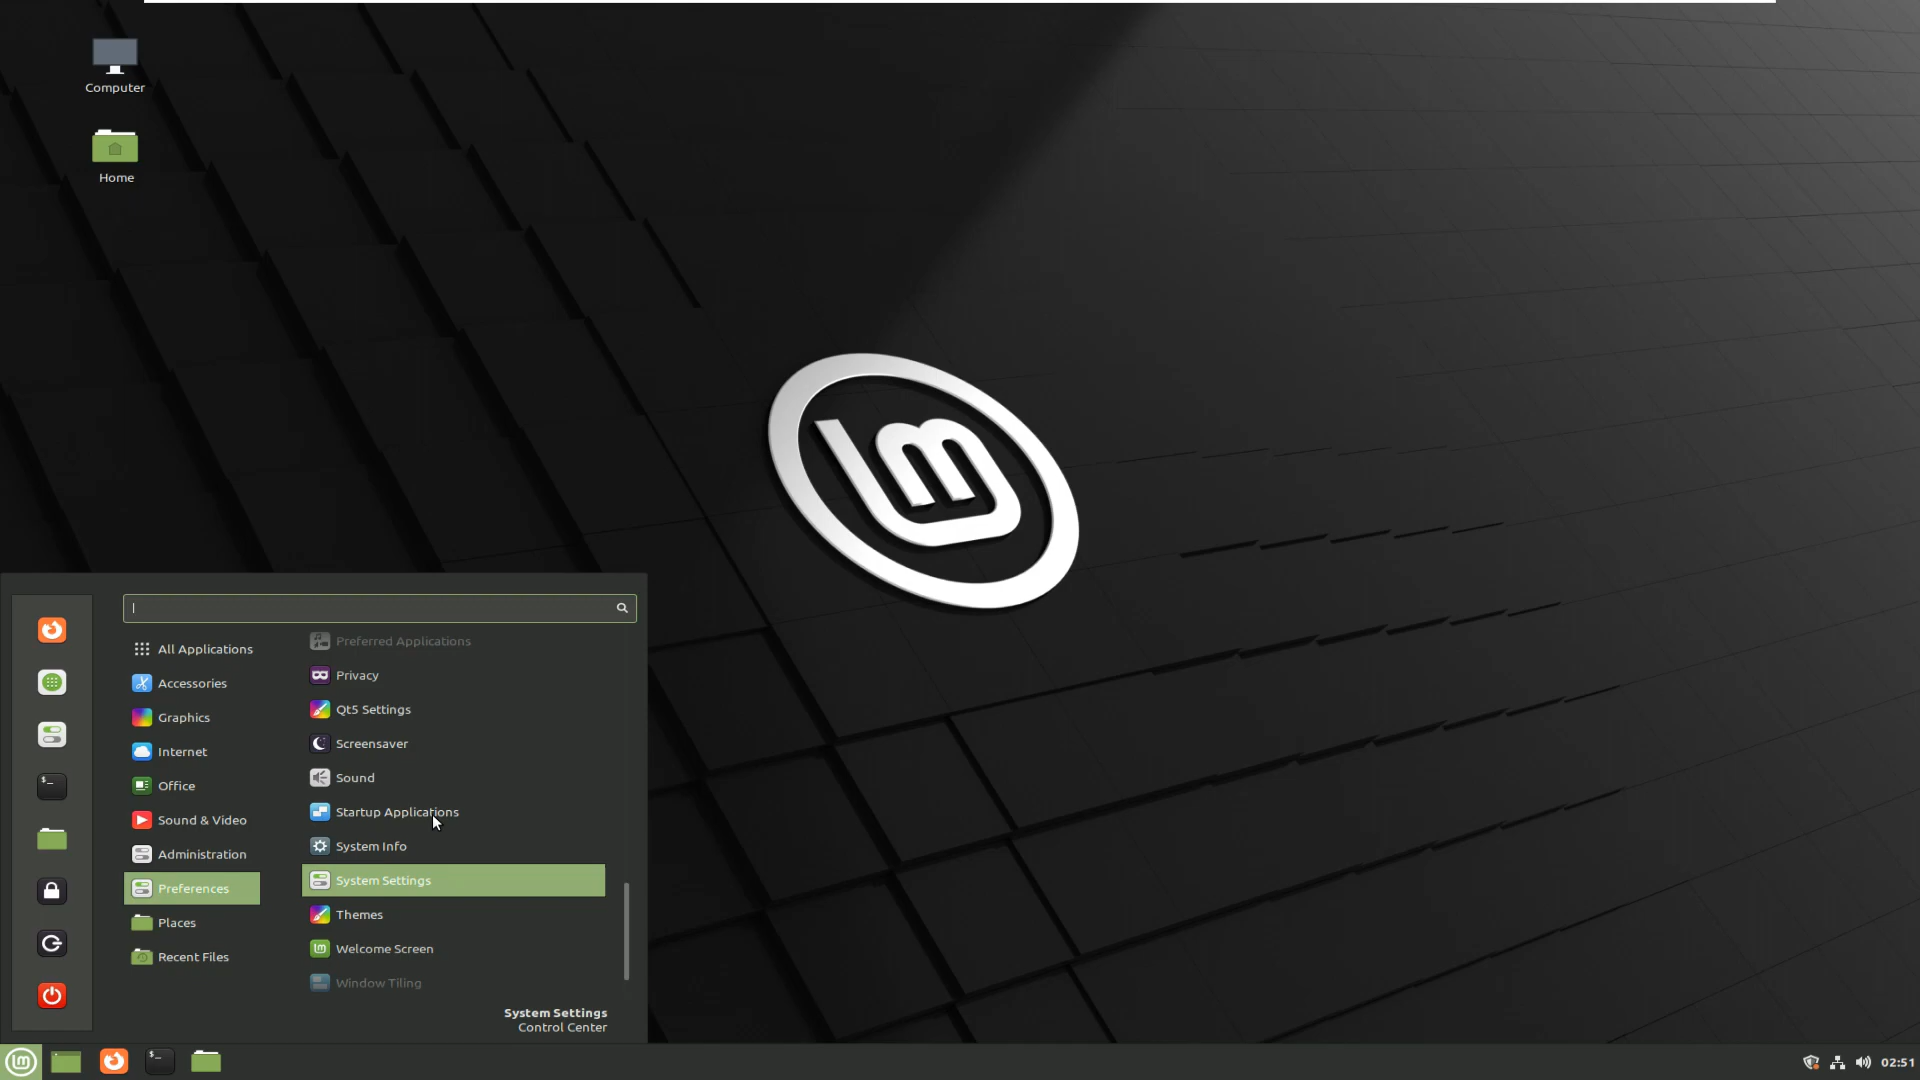 Computer
Home
All Applications
Accessories
Graphics
Internet
Office
Sound & Video
Administration
Preferences
Places
Recent Files
Preferred Applications
Privacy
Qt5 Settings
Screensaver
Sound
Startup Applications
System Info
System Settings
Themes
Welcome Screen
Window Tiling
System Settings
Control Center
02:51